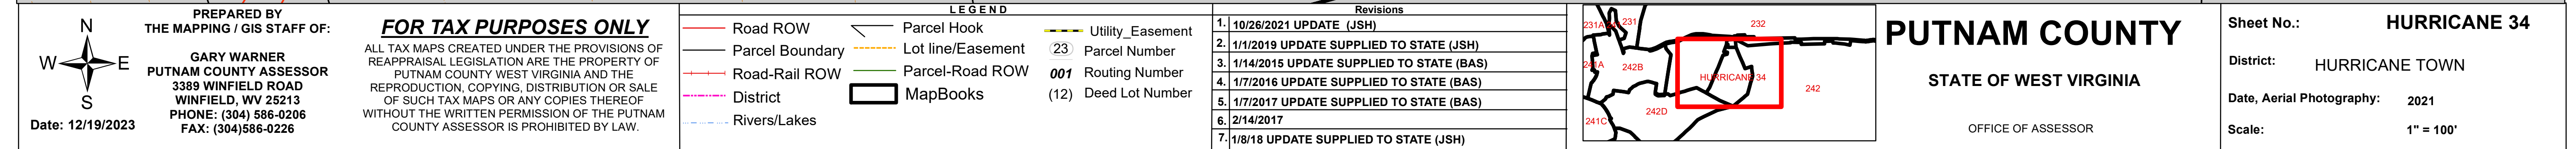 N
W E
S
Date: 12/19/2023
PREPARED BY
THE MAPPING / GIS STAFF OF:
GARY WARNER
PUTNAM COUNTY ASSESSOR
3389 WINFIELD ROAD
WINFIELD, WV 25213
PHONE: (304) 586-0206
FAX: (304)586-0226
FOR TAX PURPOSES ONLY
ALL TAX MAPS CREATED UNDER THE PROVISIONS OF
REAPPRAISAL LEGISLATION ARE THE PROPERTY OF
PUTNAM COUNTY WEST VIRGINIA AND THE
REPRODUCTION, COPYING, DISTRIBUTION OR SALE
OF SUCH TAX MAPS OR ANY COPIES THEREOF
WITHOUT THE WRITTEN PERMISSION OF THE PUTNAM
COUNTY ASSESSOR IS PROHIBITED BY LAW.
LEGEND
Road ROW
Parcel Boundary
Road-Rail ROW
District
Rivers/Lakes
Parcel Hook
Lot line/Easement
Parcel-Road ROW
MapBooks
Utility_Easement
23 Parcel Number
001 Routing Number
(12) Deed Lot Number
Revisions
1. 10/26/2021 UPDATE (JSH)
2. 1/1/2019 UPDATE SUPPLIED TO STATE (JSH)
3. 1/14/2015 UPDATE SUPPLIED TO STATE (BAS)
4. 1/7/2016 UPDATE SUPPLIED TO STATE (BAS)
5. 1/7/2017 UPDATE SUPPLIED TO STATE (BAS)
6. 2/14/2017
7. 1/8/18 UPDATE SUPPLIED TO STATE (JSH)
231A 231 232
241A 242B HURRICANE 34
242
242D
241C
PUTNAM COUNTY
STATE OF WEST VIRGINIA
OFFICE OF ASSESSOR
Sheet No.: HURRICANE 34
District: HURRICANE TOWN
Date, Aerial Photography: 2021
Scale: 1" = 100'